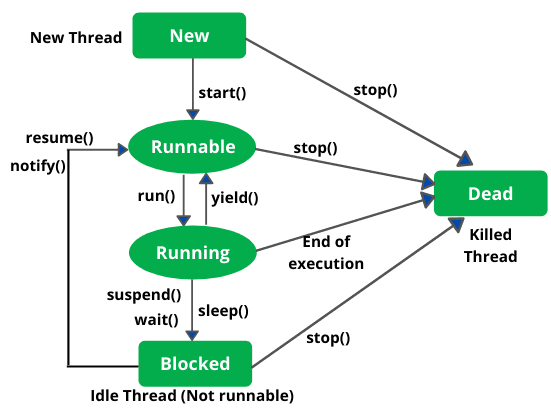 New Thread
New
start()
stop()
resume()
notify()
Runnable
stop()
run()
yield()
Dead
Killed
Thread
Running
End of
execution
suspend()
wait()
sleep()
stop()
Blocked
Idle Thread (Not runnable)